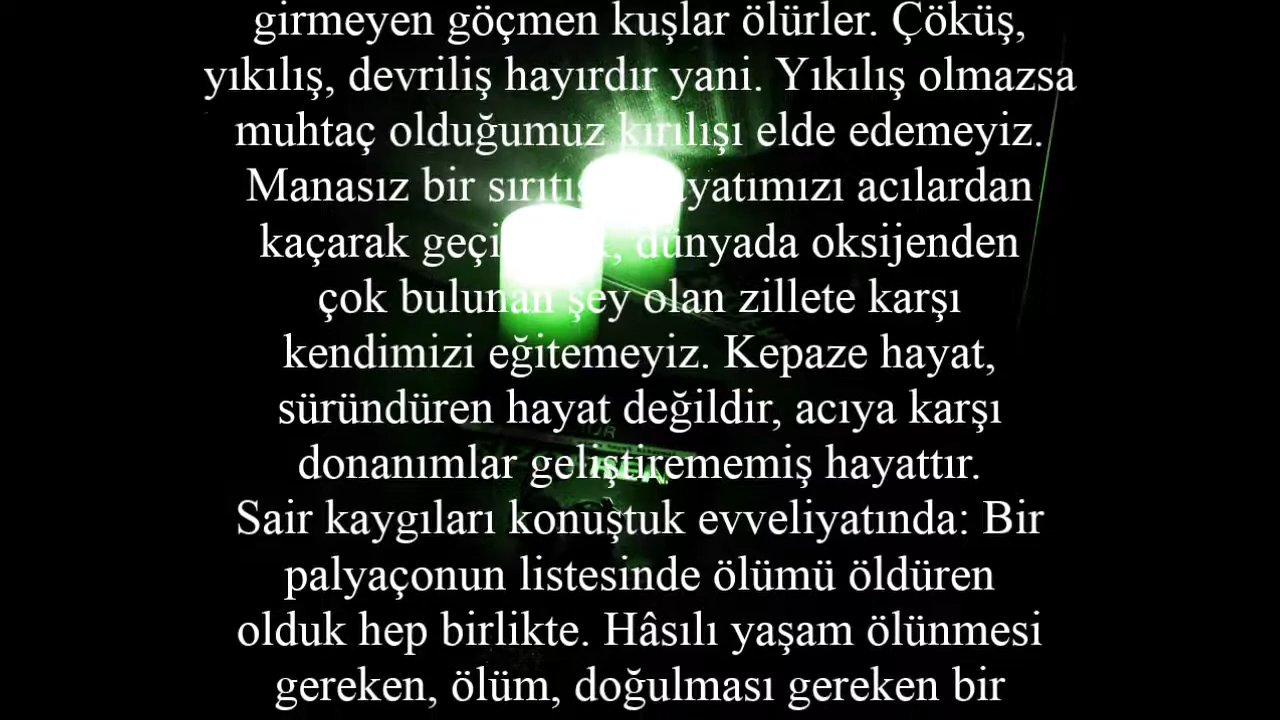 girmeyen göçmen kuşlar ölürler. Çöküş,
yıkılış, devriliş hayırdır yani. Yıkılış olmazsa
muhtaç olduğumuz kırılışı elde edemeyiz.
Manasız bir hayatımızı acılardan
kaçarak dünyada oksijenden
çok bulunan şey olan zillete karşı
kendimizi eğitemeyiz. Kepaze hayat,
süründüren hayat değildir, acıya karşı
donanımlar geliştirememiş hayattır.
Sair kaygıları konuştuk evveliyatında: Bir
palyaçonun listesinde ölümü öldüren
olduk hep birlikte. Hâsılı yaşam ölünmesi
gereken, ölüm, doğulması gereken bir